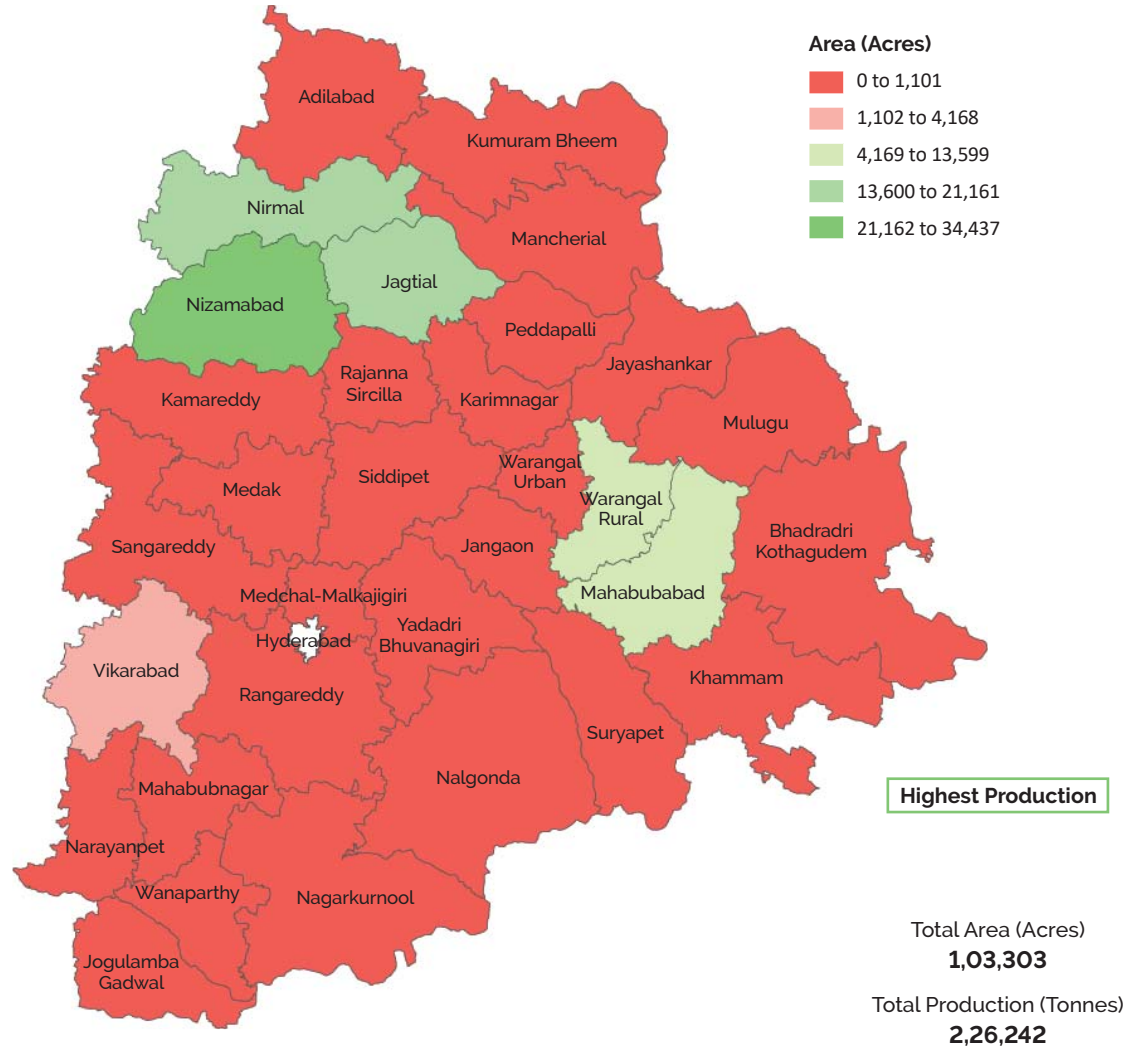 Area (Acres)
0 to 1,101
1,102 to 4,168
4,169 to 13,599
13,600 to 21,161
21,162 to 34,437
Adilabad
Kumuram Bheem
Nirmal
Mancherial
Jagtial
Nizamabad
Peddapalli
Jayashankar
Rajanna
Sircilla
Kamareddy
Karimnagar
Mulugu
Warangal
Urban
Siddipet
Medak
Warangal
Rural
Bhadradri
Kothagudem
Sangareddy
Jangaon
Medchal-Malkajigiri
Mahabubabad
Yadadri
Bhuvanagiri
Hyderabad
Vikarabad
Rangareddy
Khammam
Suryapet
Nalgonda
Mahabubnagar
Narayanpet
Wanaparthy
Nagarkurnool
Jogulamba
Gadwal
Highest Production
Total Area (Acres)
1,03,303
Total Production (Tonnes)
2,26,242